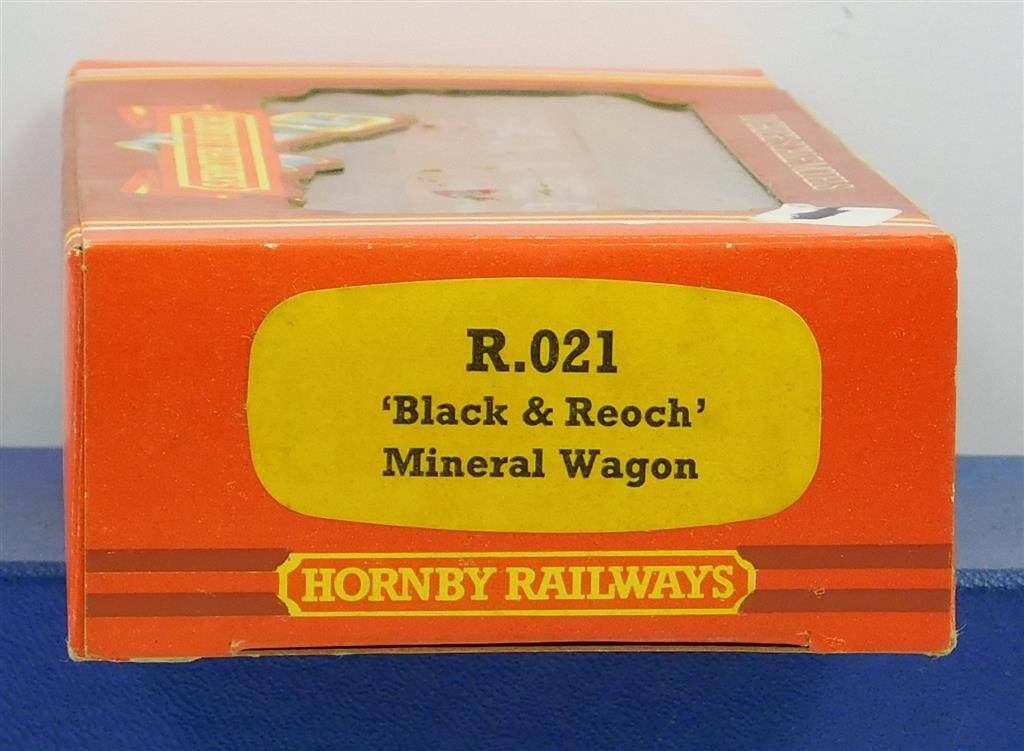 R.021
‘Black & Reoch’
Mineral Wagon
HORNBY RAILWAYS